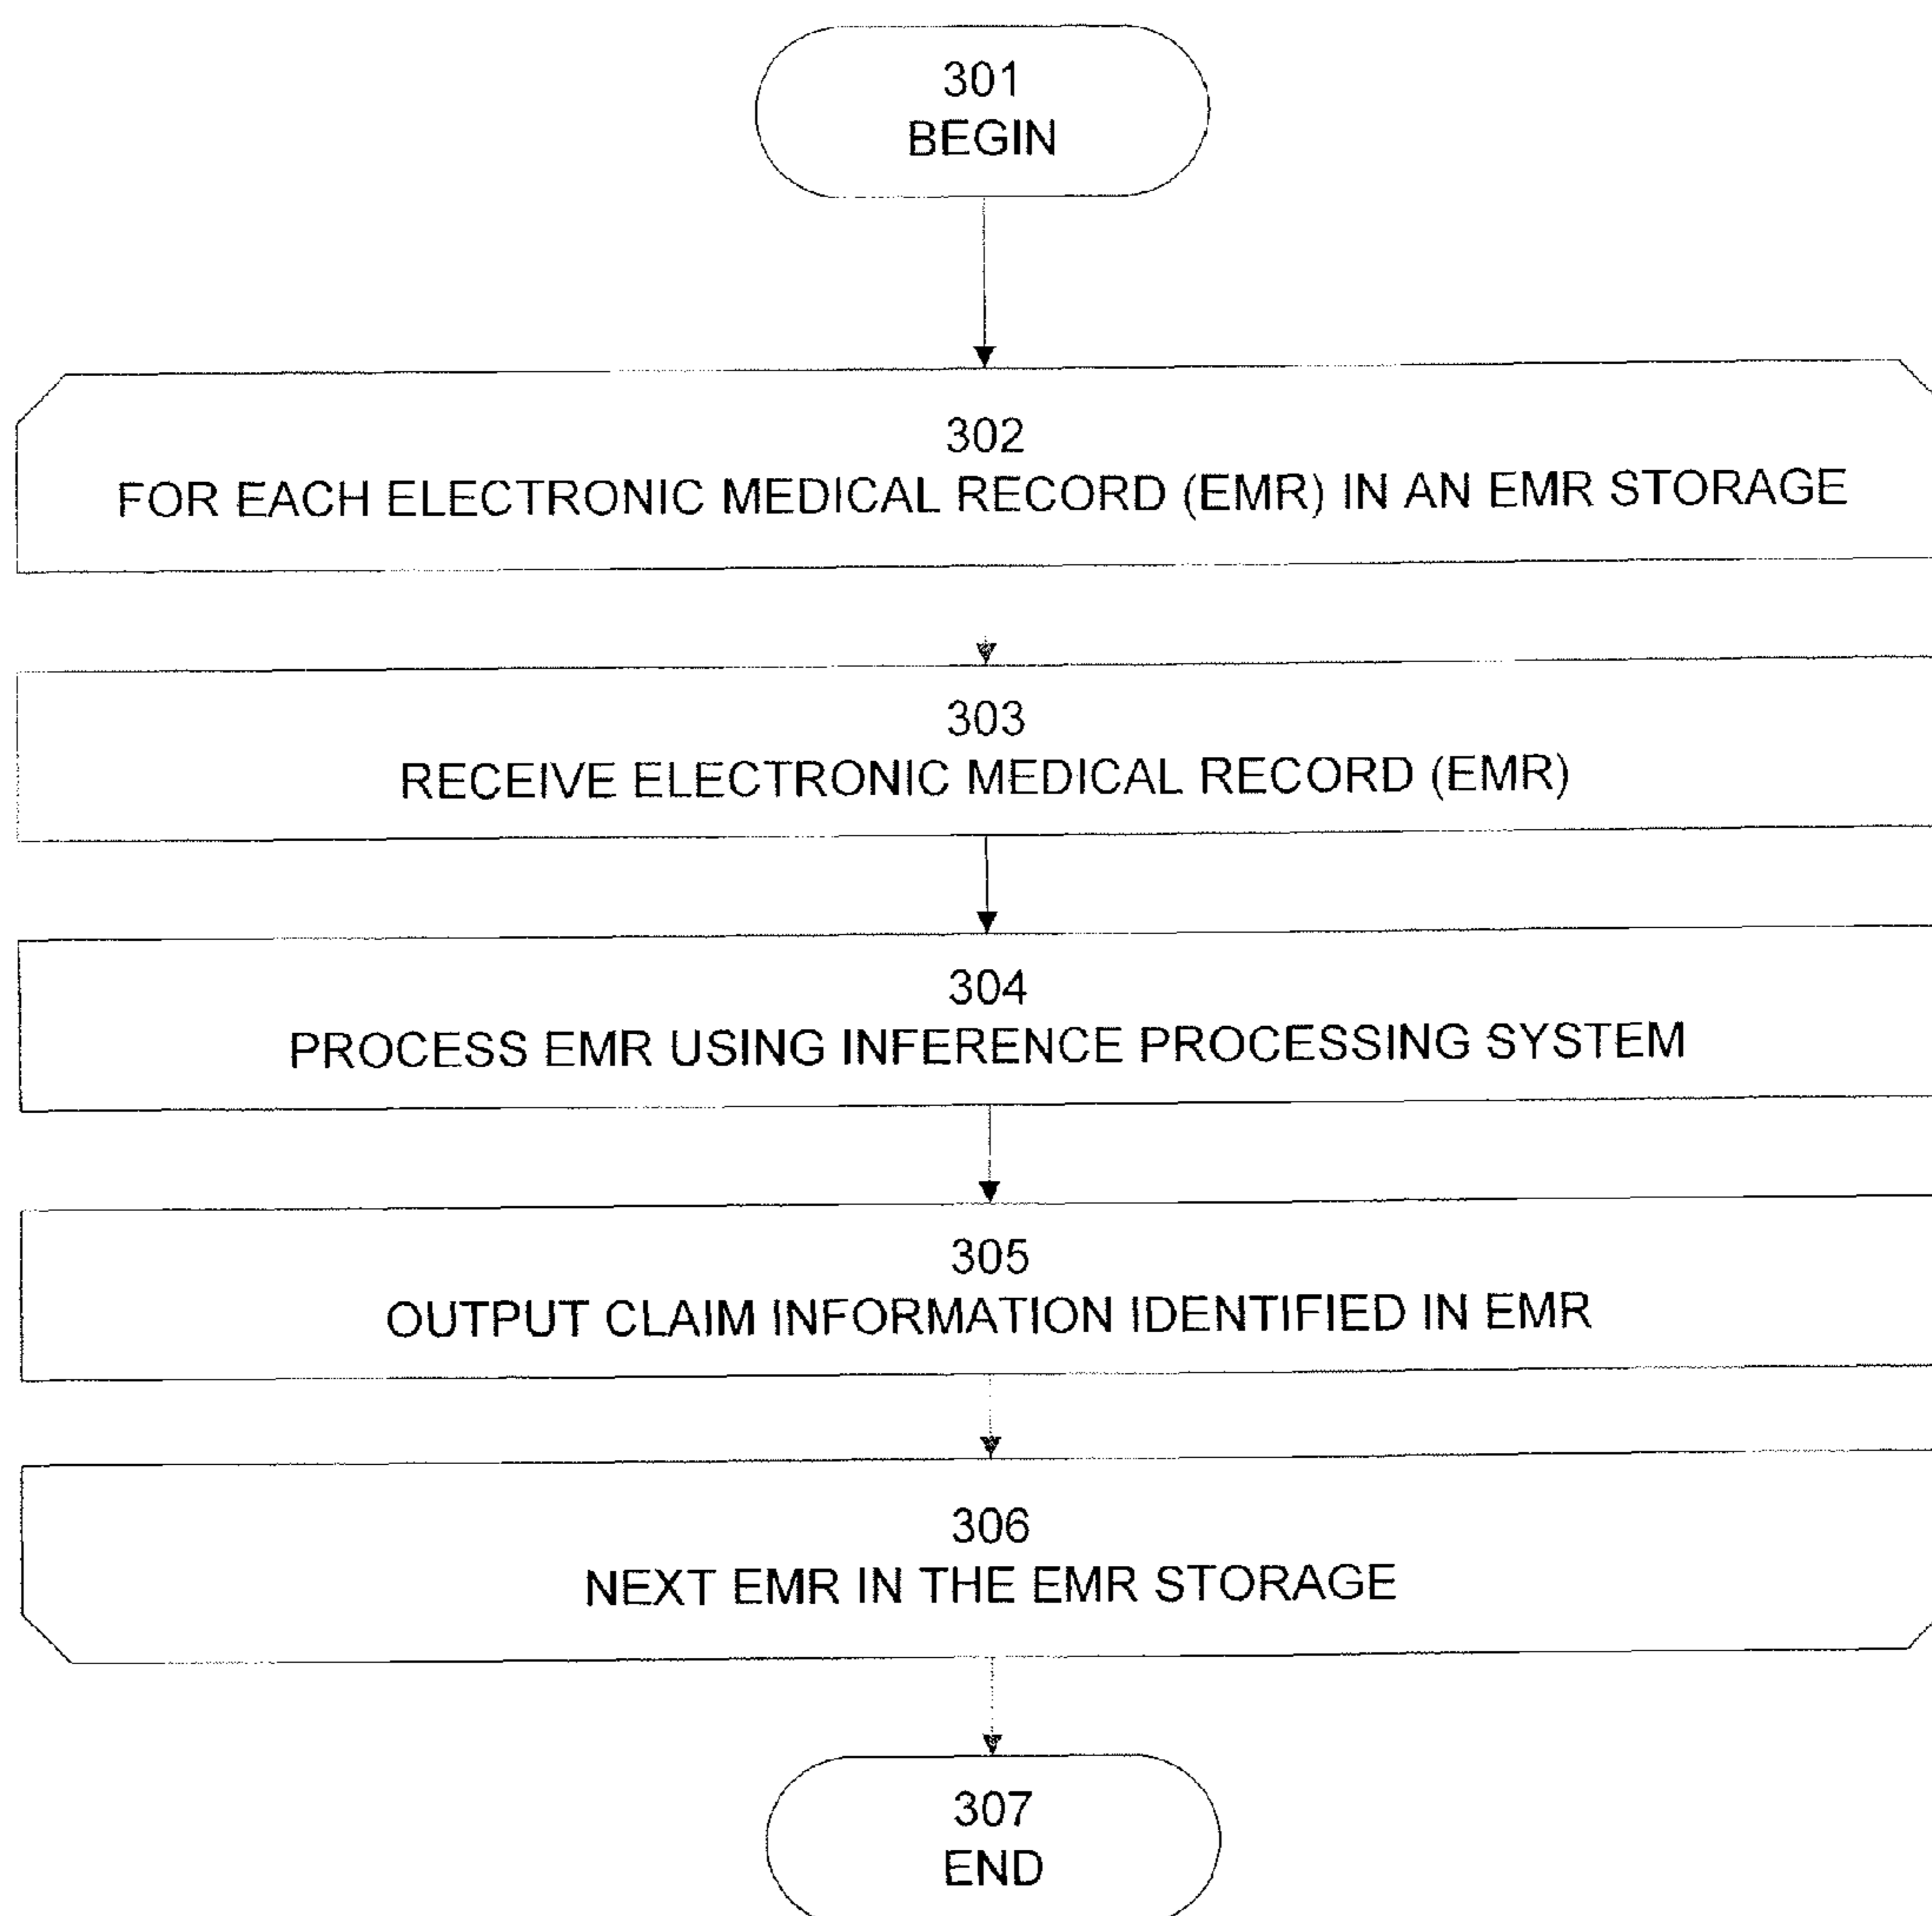 301
BEGIN
302
FOR EACH ELECTRONIC MEDICAL RECORD (EMR) IN AN EMR STORAGE
303
RECEIVE ELECTRONIC MEDICAL RECORD (EMR)
304
PROCESS EMR USING INFERENCE PROCESSING SYSTEM
305
OUTPUT CLAIM INFORMATION IDENTIFIED IN EMR
306
NEXT EMR IN THE EMR STORAGE
307
END